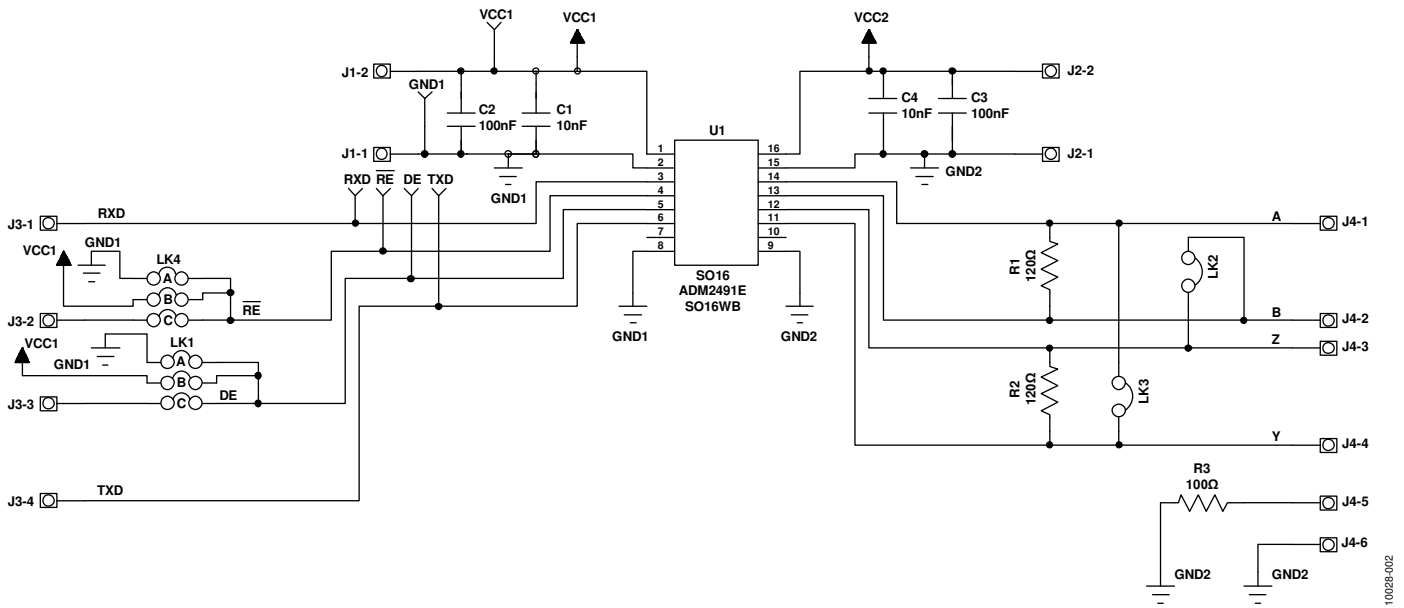 VCC1
VCC1
VCC2
J1-2
GND1
C2
100nF
C1
10nF
C4
10nF
C3
100nF
J2-2
U1
J1-1
GND1
J2-1
GND2
1
2
3
4
5
6
7
8
16
15
14
13
12
11
10
9
RXD
RE
DE
TXD
J3-1
RXD
A
J4-1
VCC1
GND1
LK4
A
B
C
RE
J3-2
SO16
ADM2491E
SO16WB
GND1
GND2
R1
120Ω
LK2
B
J4-2
Z
J4-3
VCC1
GND1
LK1
A
B
C
DE
J3-3
R2
120Ω
LK3
Y
J4-4
J3-4
TXD
R3
100Ω
J4-5
J4-6
GND2
GND2
10028-002